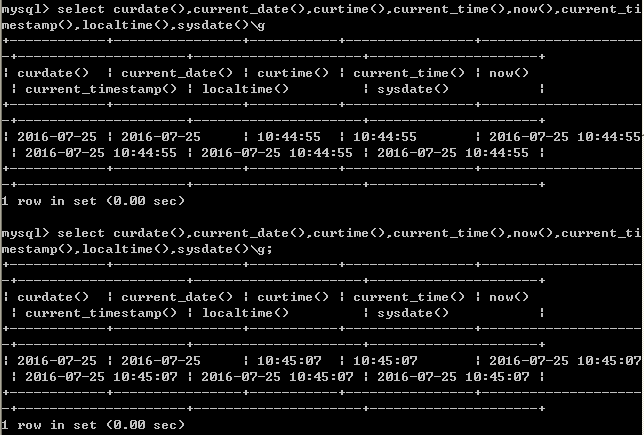 mysql> select curdate(),current_date(),curtime(),current_time(),now(),current_ti
mestamp(),localtime(),sysdate()\g
+------------+----------------+-----------+----------------+--------------------
-+---------------------+---------------------+---------------------+
| curdate()  | current_date() | curtime() | current_time() | now()
 | current_timestamp() | localtime()         | sysdate()           |
+------------+----------------+-----------+----------------+--------------------
-+---------------------+---------------------+---------------------+
| 2016-07-25 | 2016-07-25     | 10:44:55  | 10:44:55       | 2016-07-25 10:44:55
 | 2016-07-25 10:44:55 | 2016-07-25 10:44:55 | 2016-07-25 10:44:55 |
+------------+----------------+-----------+----------------+--------------------
-+---------------------+---------------------+---------------------+
1 row in set (0.00 sec)
mysql> select curdate(),current_date(),curtime(),current_time(),now(),current_ti
mestamp(),localtime(),sysdate()\g;
+------------+----------------+-----------+----------------+--------------------
-+---------------------+---------------------+---------------------+
| curdate()  | current_date() | curtime() | current_time() | now()
 | current_timestamp() | localtime()         | sysdate()           |
+------------+----------------+-----------+----------------+--------------------
-+---------------------+---------------------+---------------------+
| 2016-07-25 | 2016-07-25     | 10:45:07  | 10:45:07       | 2016-07-25 10:45:07
 | 2016-07-25 10:45:07 | 2016-07-25 10:45:07 | 2016-07-25 10:45:07 |
+------------+----------------+-----------+----------------+--------------------
-+---------------------+---------------------+---------------------+
1 row in set (0.00 sec)